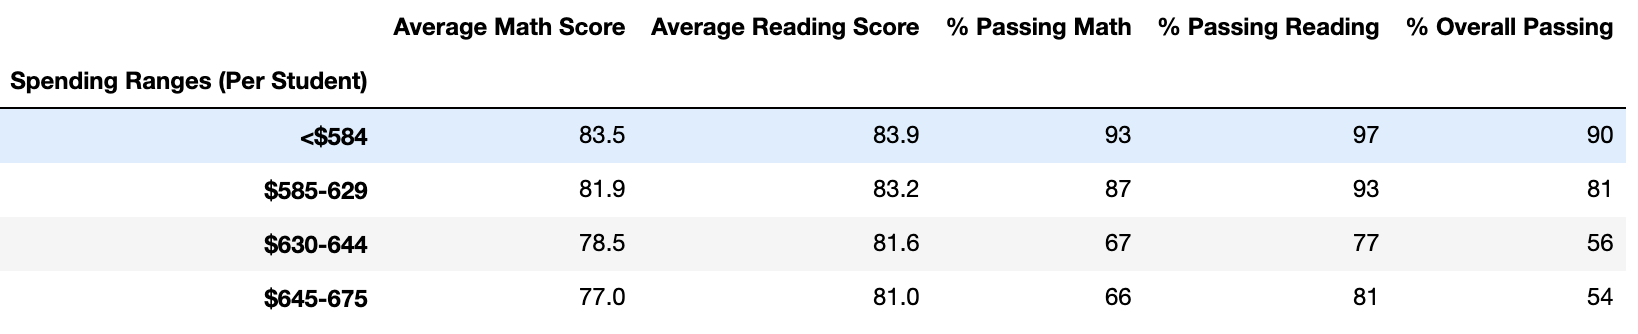 Average Math Score Average Reading Score % Passing Math % Passing Reading % Overall Passing
Spending Ranges (Per Student)
<$584 83.5 83.9 93 97 90
$585-629 81.9 83.2 87 93 81
$630-644 78.5 81.6 67 77 56
$645-675 77.0 81.0 66 81 54